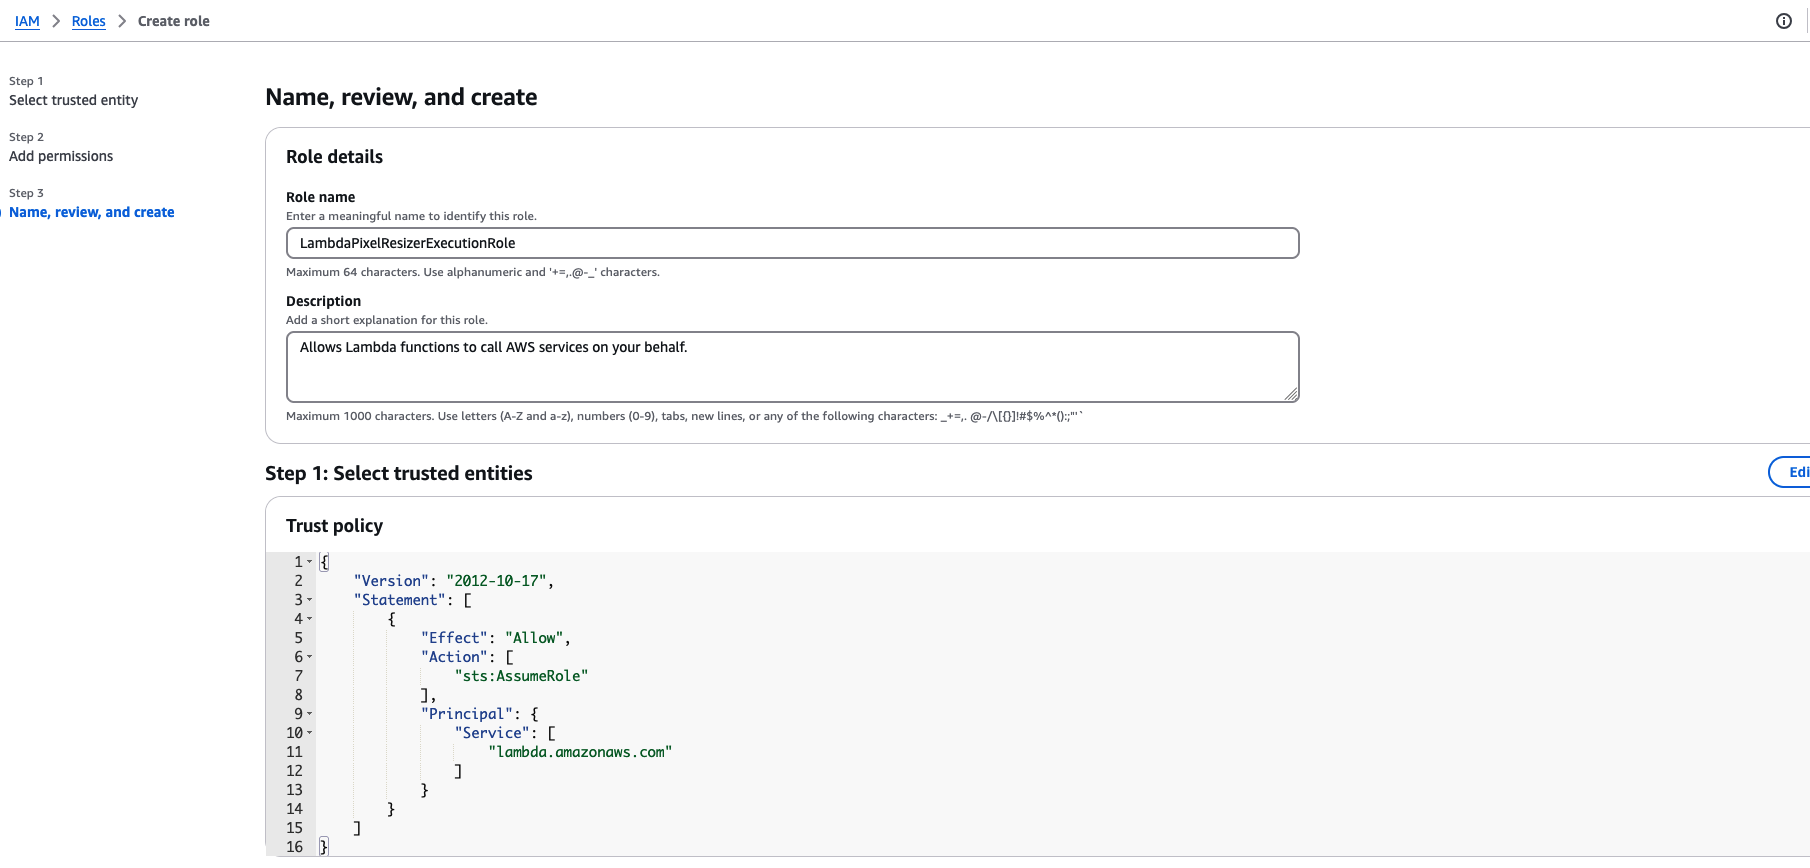 IAM > Roles > Create role
Step 1
Select trusted entity
Step 2
Add permissions
Step 3
Name, review, and create
Name, review, and create
Role details
Role name
Enter a meaningful name to identify this role.
LambdaPixelResizerExecutionRole
Maximum 64 characters. Use alphanumeric and '+=,.@-_' characters.
Description
Add a short explanation for this role.
Allows Lambda functions to call AWS services on your behalf.
Maximum 1000 characters. Use letters (A-Z and a-z), numbers (0-9), tabs, new lines, or any of the following characters: _+=,. @-/\[{}]!#$%^*();:"'`
Step 1: Select trusted entities
Edi
Trust policy
1 {
2 "Version": "2012-10-17",
3 "Statement": [
4 {
5 "Effect": "Allow",
6 "Action": [
7 "sts:AssumeRole"
8 ],
9 "Principal": {
10 "Service": [
11 "lambda.amazonaws.com"
12 ]
13 }
14 }
15 ]
16 }